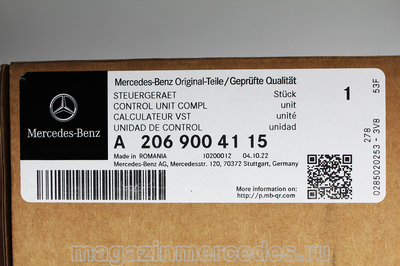 Mercedes-Benz
Mercedes-Benz Original-Teile/Geprüfte Qualität
STEUERGERAET Stück
CONTROL UNIT COMPL unit
CALCULATEUR VST unité
UNIDAD DE CONTROL unidad
1
A 206 900 41 15
Made in ROMANIA 10200012 04.10.22
Mercedes-Benz AG, Mercedesstr. 120, 70372 Stuttgart, Germany
More information on:
http://p.mb-qr.com
53F
278
0285020253 - 3V8
magazinmercedes.ru